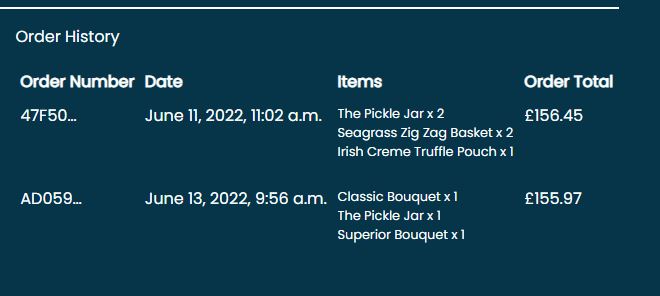 Order History
Order Number Date Items Order Total
47F50... June 11, 2022, 11:02 a.m. The Pickle Jar x 2 £156.45
Seagrass Zig Zag Basket x 2
Irish Creme Truffle Pouch x 1
AD059... June 13, 2022, 9:56 a.m. Classic Bouquet x 1 £155.97
The Pickle Jar x 1
Superior Bouquet x 1